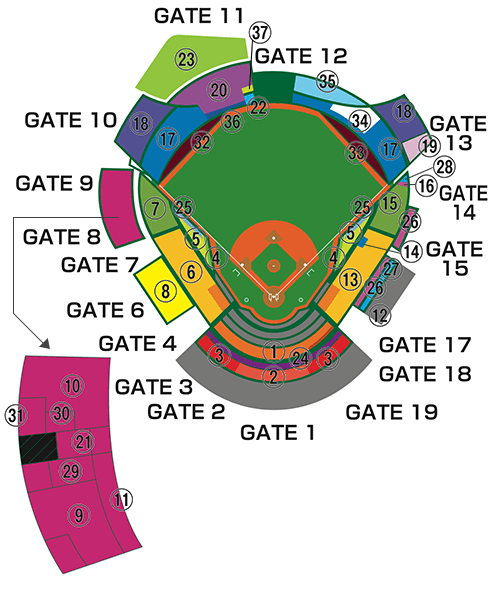 GATE 11
37
GATE 12
23
20
35
22
36
34
18
GATE 10
18
17
32
33
17
GATE
13
19
28
GATE 9
16
GATE
14
7
25
25
15
26
GATE 8
5
5
14
GATE
15
GATE 7
6
4
4
13
27
8
26
12
GATE 6
GATE 4
GATE 17
3
1
24
3
2
GATE 18
GATE 3
GATE 2
GATE 19
GATE 1
10
31
30
21
29
11
9